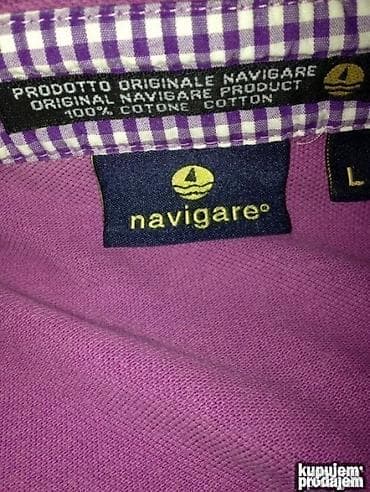 PRODOTTO ORIGINALE NAVIGARE
ORIGINAL NAVIGARE PRODUCT
100% COTONE COTTON
navigare®
L
kupujem
prodajem